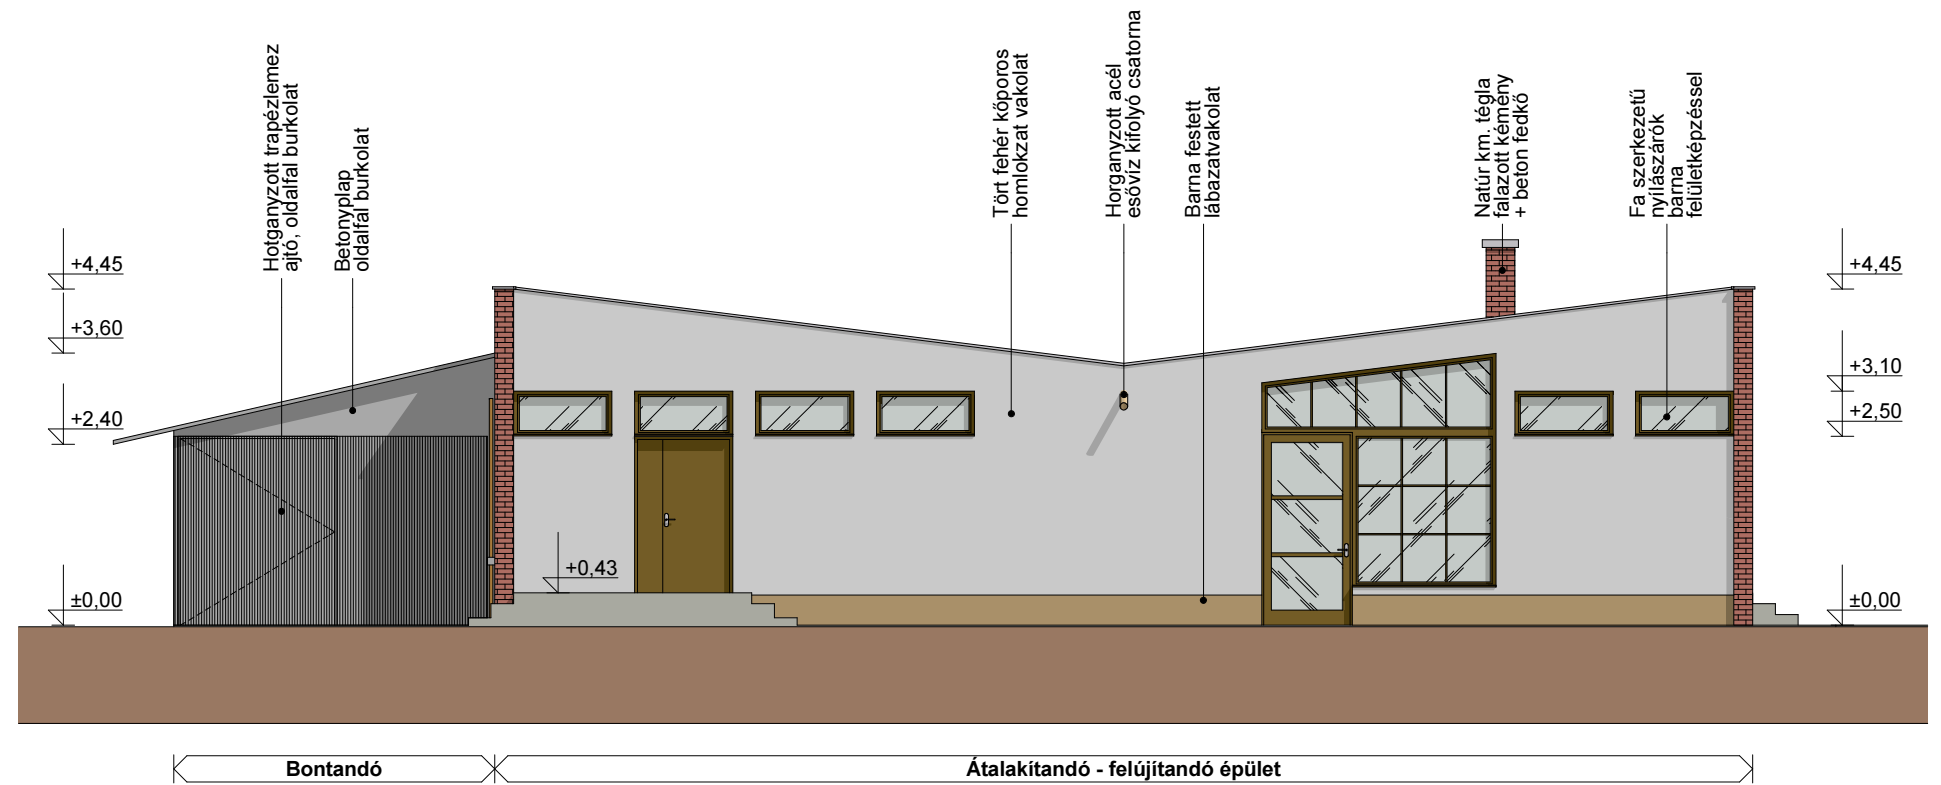 Hotganyzott trapézlemez
ajtó, oldalfal burkolat
Betonyplap
oldalfal burkolat
Tört fehér kőporos
homlokzat vakolat
Horganyzott acél
esővíz kifolyó csatorna
Barna festett
lábazatvakolat
Natúr km. tégla
falazott kémény
+ beton fedkő
Fa szerkezetű
nyílászárók
barna
felületképzéssel
+4,45
+3,60
+2,40
±0,00
+0,43
+4,45
+3,10
+2,50
±0,00
Bontandó
Átalakítandó - felújítandó épület